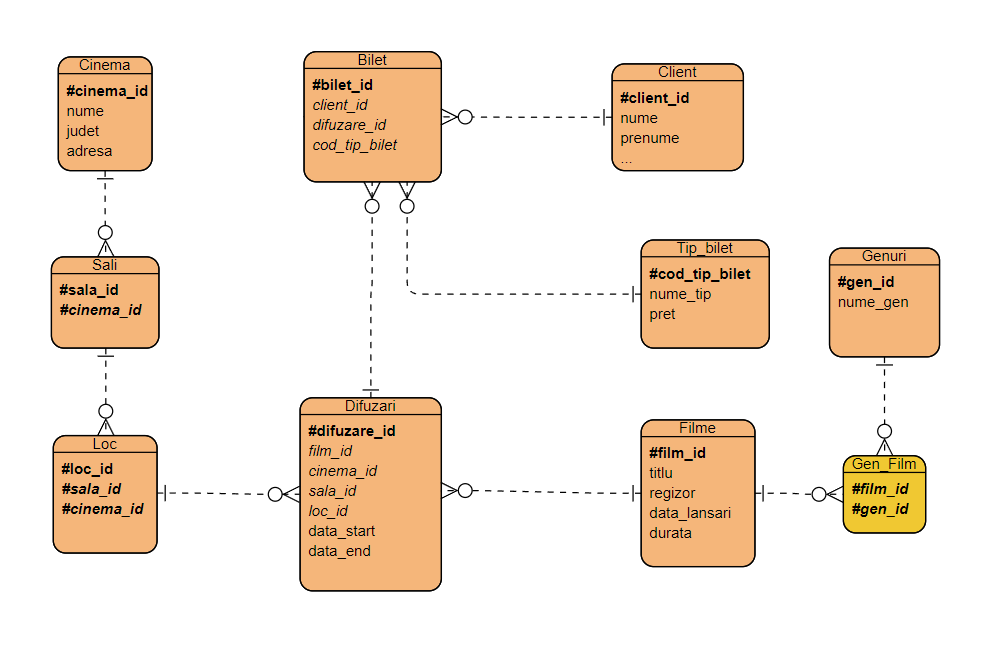 Cinema
#cinema_id
nume
judet
adresa
Bilet
#bilet_id
client_id
difuzare_id
cod_tip_bilet
Client
#client_id
nume
prenume
...
Sali
#sala_id
#cinema_id
Tip_bilet
#cod_tip_bilet
nume_tip
pret
Genuri
#gen_id
nume_gen
Loc
#loc_id
#sala_id
#cinema_id
Difuzari
#difuzare_id
film_id
cinema_id
sala_id
loc_id
data_start
data_end
Filme
#film_id
titlu
regizor
data_lansari
durata
Gen_Film
#film_id
#gen_id